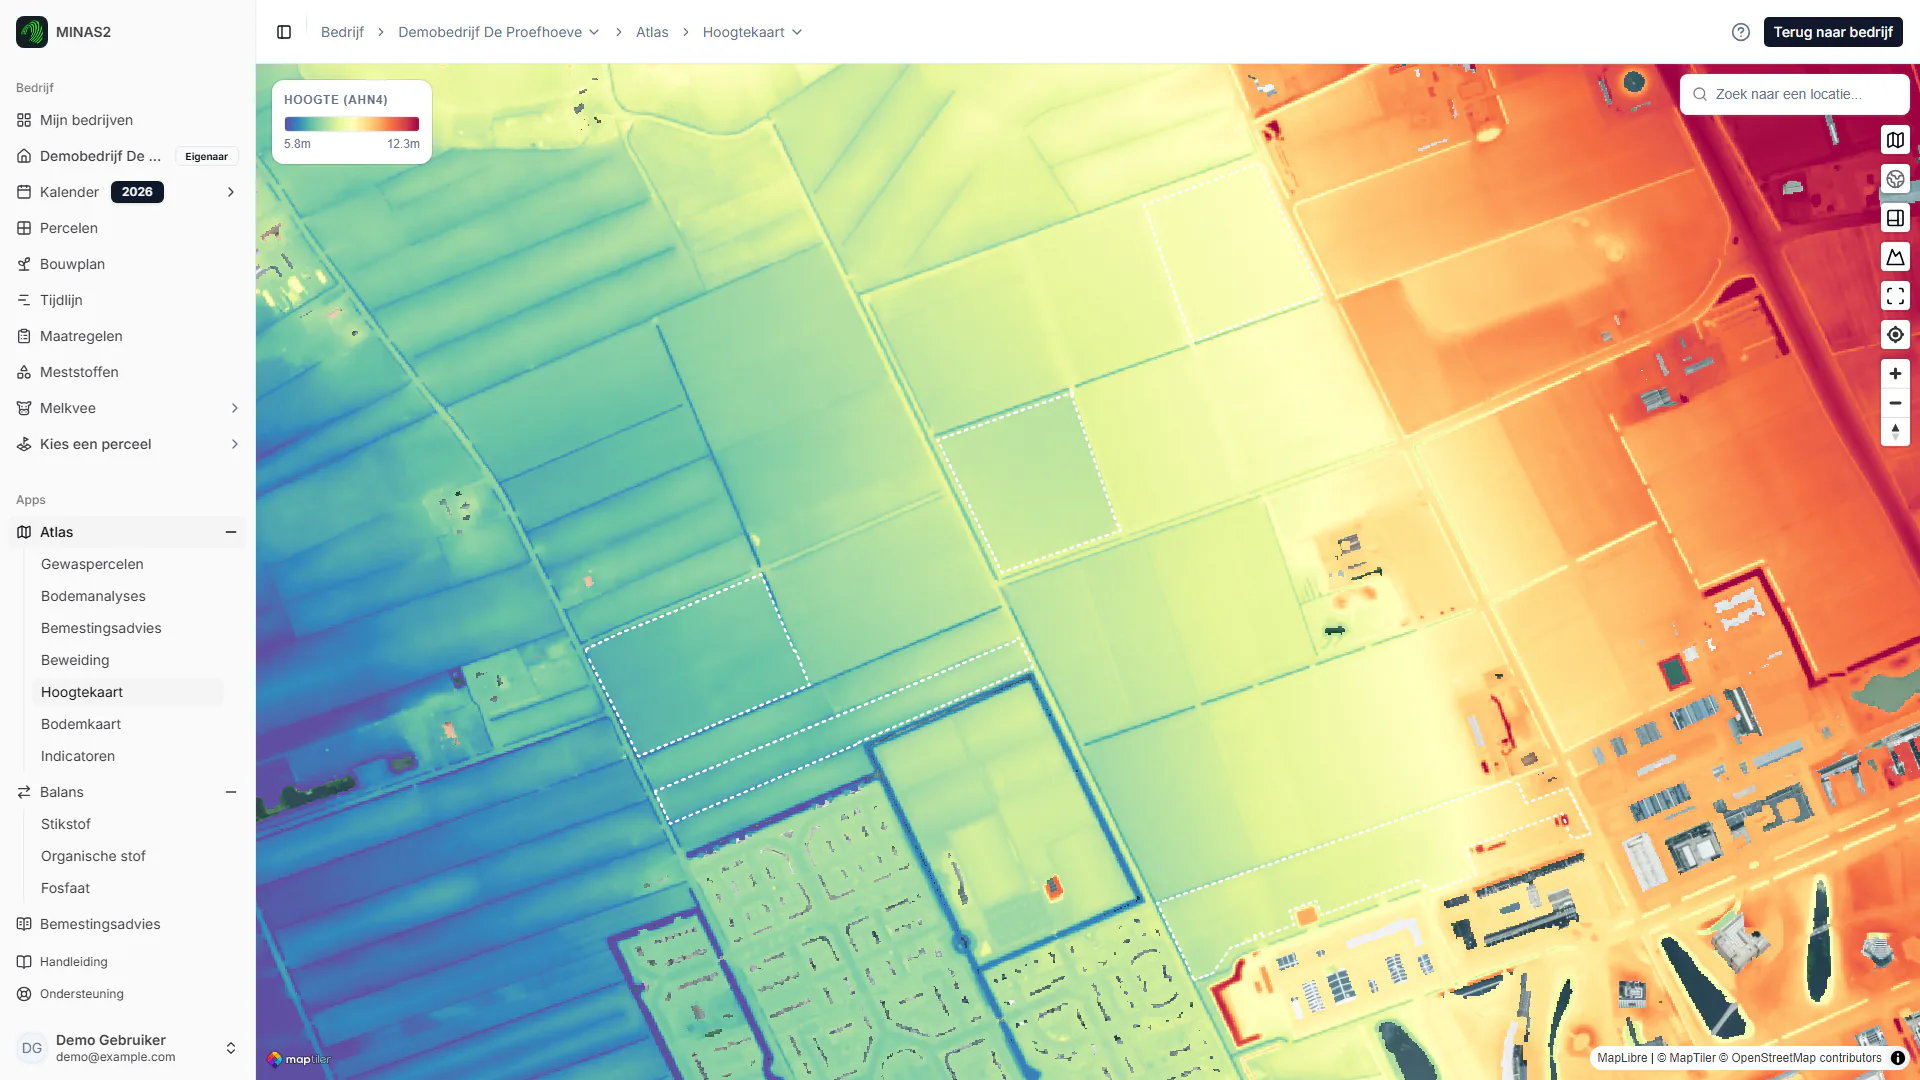 MINAS2
Bedrijf
Mijn bedrijven
Demobedrijf De ...
Eigenaar
Kalender
2026
Percelen
Bouwplan
Tijdlijn
Maatregelen
Meststoffen
Melkvee
Kies een perceel
Apps
Atlas
Gewaspercelen
Bodemanalyses
Bemestingsadvies
Beweiding
Hoogtekaart
Bodemkaart
Indicatoren
Balans
Stikstof
Organische stof
Fosfaat
Bemestingsadvies
Handleiding
Ondersteuning
DG
Demo Gebruiker
demo@example.com
Bedrijf
Demobedrijf De Proefhoeve
Atlas
Hoogtekaart
Terug naar bedrijf
HOOGTE (AHN4)
5.8m 12.3m
Zoek naar een locatie...
maptiler
MapLibre | © MapTiler © OpenStreetMap contributors